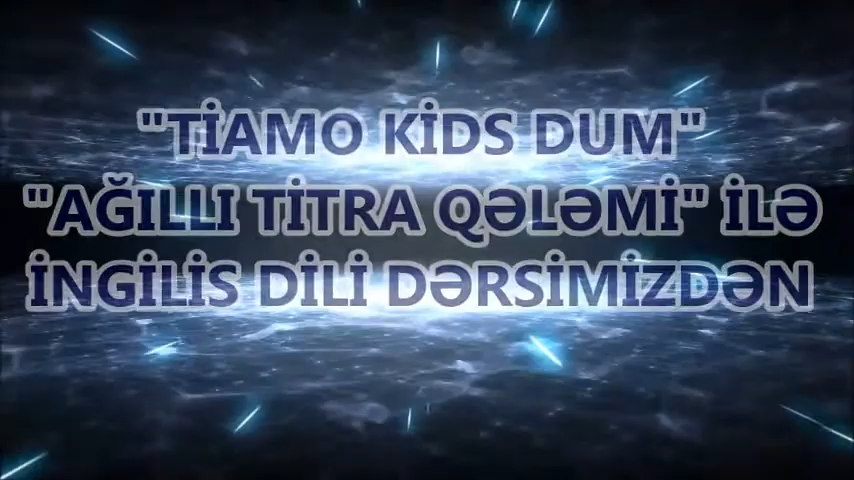 "TİAMO KİDS DUM"
"AĞILLI TİTRA QƏLƏMİ" İLƏ
İNGİLİS DİLİ DƏRSİMİZDƏN